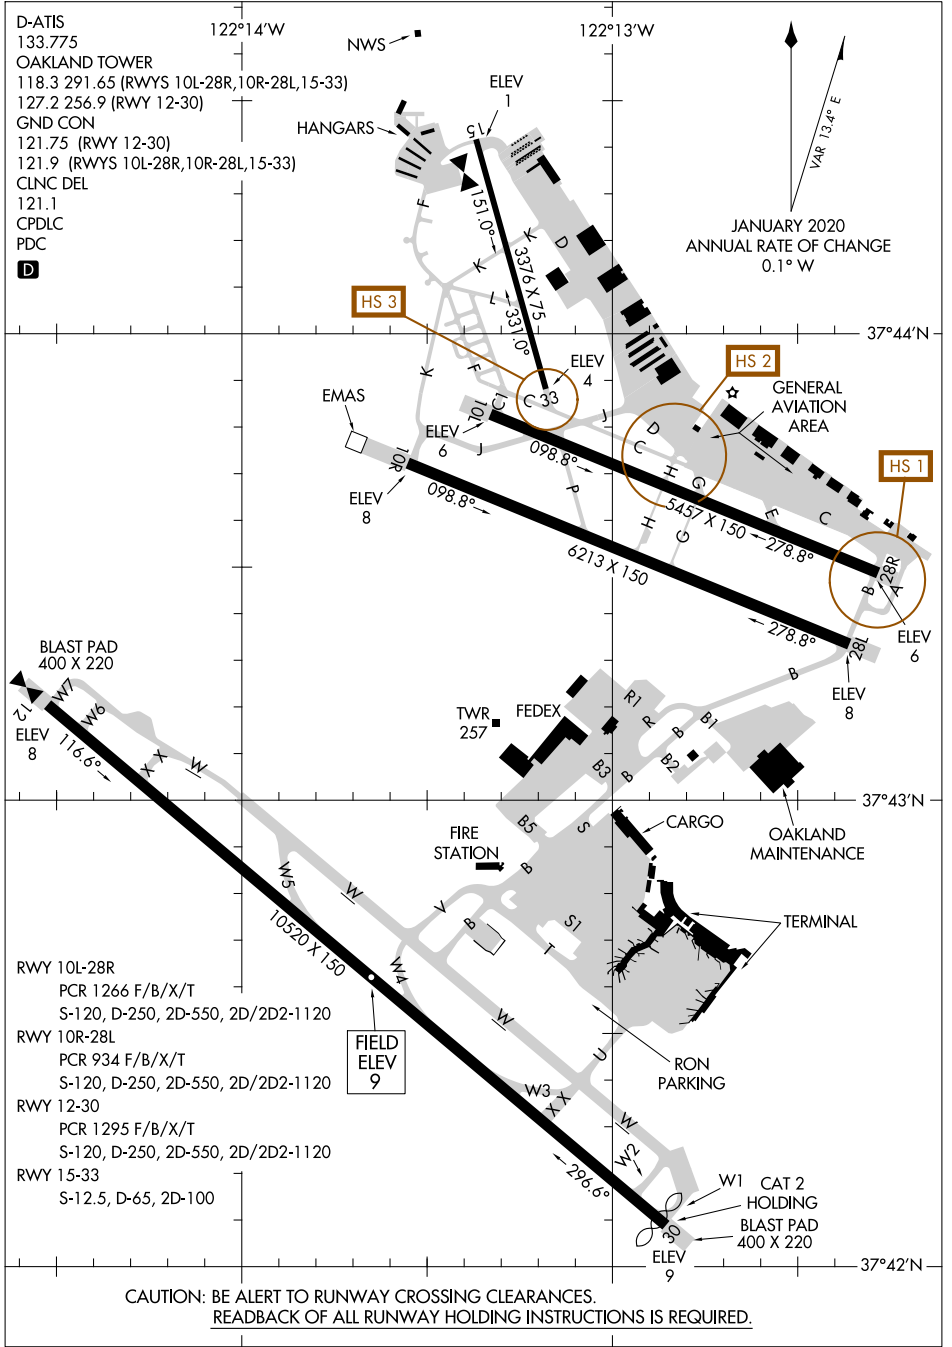 D-ATIS
133.775
OAKLAND TOWER
118.3 291.65 (RWYS 10L-28R,10R-28L,15-33)
127.2 256.9 (RWY 12-30)
GND CON
121.75 (RWY 12-30)
121.9 (RWYS 10L-28R,10R-28L,15-33)
CLNC DEL
121.1
CPDLC
PDC
D
122°14'W
122°13'W
NWS
HANGARS
ELEV
1
15
VAR 13.4° E
JANUARY 2020
ANNUAL RATE OF CHANGE
0.1° W
F
151.0°
K
D
K
3376 X 75
L
331.0°
HS 3
37°44'N
HS 2
K
F
ELEV
4
GENERAL
AVIATION
AREA
EMAS
C1
C
33
10L
J
D
ELEV
6
J
C
098.8°
10R
HS 1
H
G
ELEV
8
098.8°
P
5457 X 150
E
C
H
G
278.8°
6213 X 150
28R
B
A
278.8°
28L
ELEV
6
BLAST PAD
400 X 220
B
ELEV
8
W7
12
W6
ELEV
8
116.6°
R1
TWR
257
FEDEX
R
B
B1
X
X
W
B3
B
B2
37°43'N
CARGO
OAKLAND
MAINTENANCE
B5
S
FIRE
STATION
B
W5
W
V
B
S1
T
TERMINAL
10520 X 150
W4
RWY 10L-28R
PCR 1266 F/B/X/T
S-120, D-250, 2D-550, 2D/2D2-1120
RWY 10R-28L
PCR 934 F/B/X/T
S-120, D-250, 2D-550, 2D/2D2-1120
RWY 12-30
PCR 1295 F/B/X/T
S-120, D-250, 2D-550, 2D/2D2-1120
RWY 15-33
S-12.5, D-65, 2D-100
W
FIELD
ELEV
9
U
RON
PARKING
W3
X
X
W
W2
296.6°
W1
CAT 2
HOLDING
30
BLAST PAD
400 X 220
ELEV
9
37°42'N
CAUTION: BE ALERT TO RUNWAY CROSSING CLEARANCES.
READBACK OF ALL RUNWAY HOLDING INSTRUCTIONS IS REQUIRED.